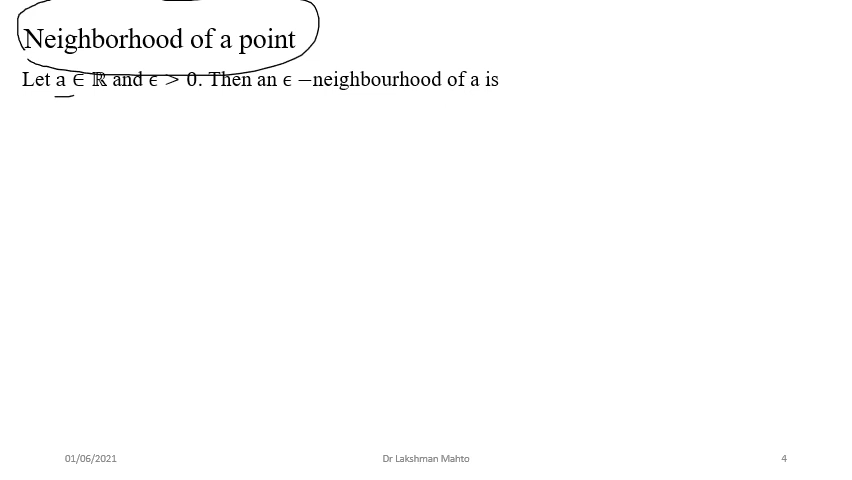 Neighborhood of a point
Let a ∈ ℝ and ϵ > 0. Then an ϵ −neighbourhood of a is
01/06/2021 Dr Lakshman Mahto 4